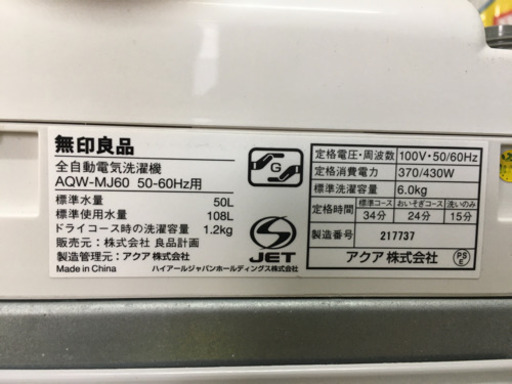 無印良品
全自動電気洗濯機
AQW-MJ60 50-60Hz用
標準水量 50L
標準使用水量 108L
ドライコース時の洗濯容量 1.2kg
販売元：株式会社 良品計画
製造管理元：アクア 株式会社
Made in China
ハイアールジャパンホールディングス株式会社
G
S
JET
定格電圧・周波数 100V・50/60Hz
定格消費電力 370/430W
標準洗濯容量 6.0kg
定格時間 標準コース おいそぎコース 洗いのみ
34分 24分 15分
製造番号 217737
アクア 株式会社
PS
E